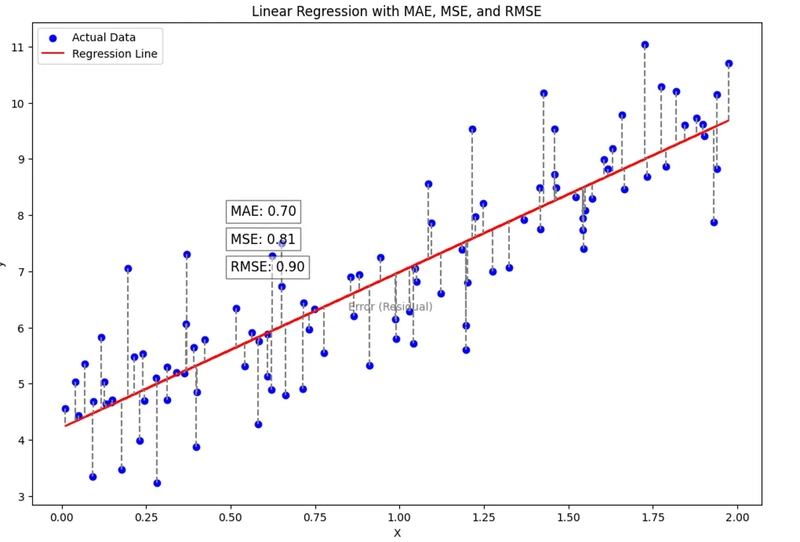 Linear Regression with MAE, MSE, and RMSE
Actual Data
Regression Line
11
10
9
8
7
6
5
4
3
MAE: 0.70
MSE: 0.81
RMSE: 0.90
Error (Residual)
0.00 0.25 0.50 0.75 1.00 1.25 1.50 1.75 2.00
X
y